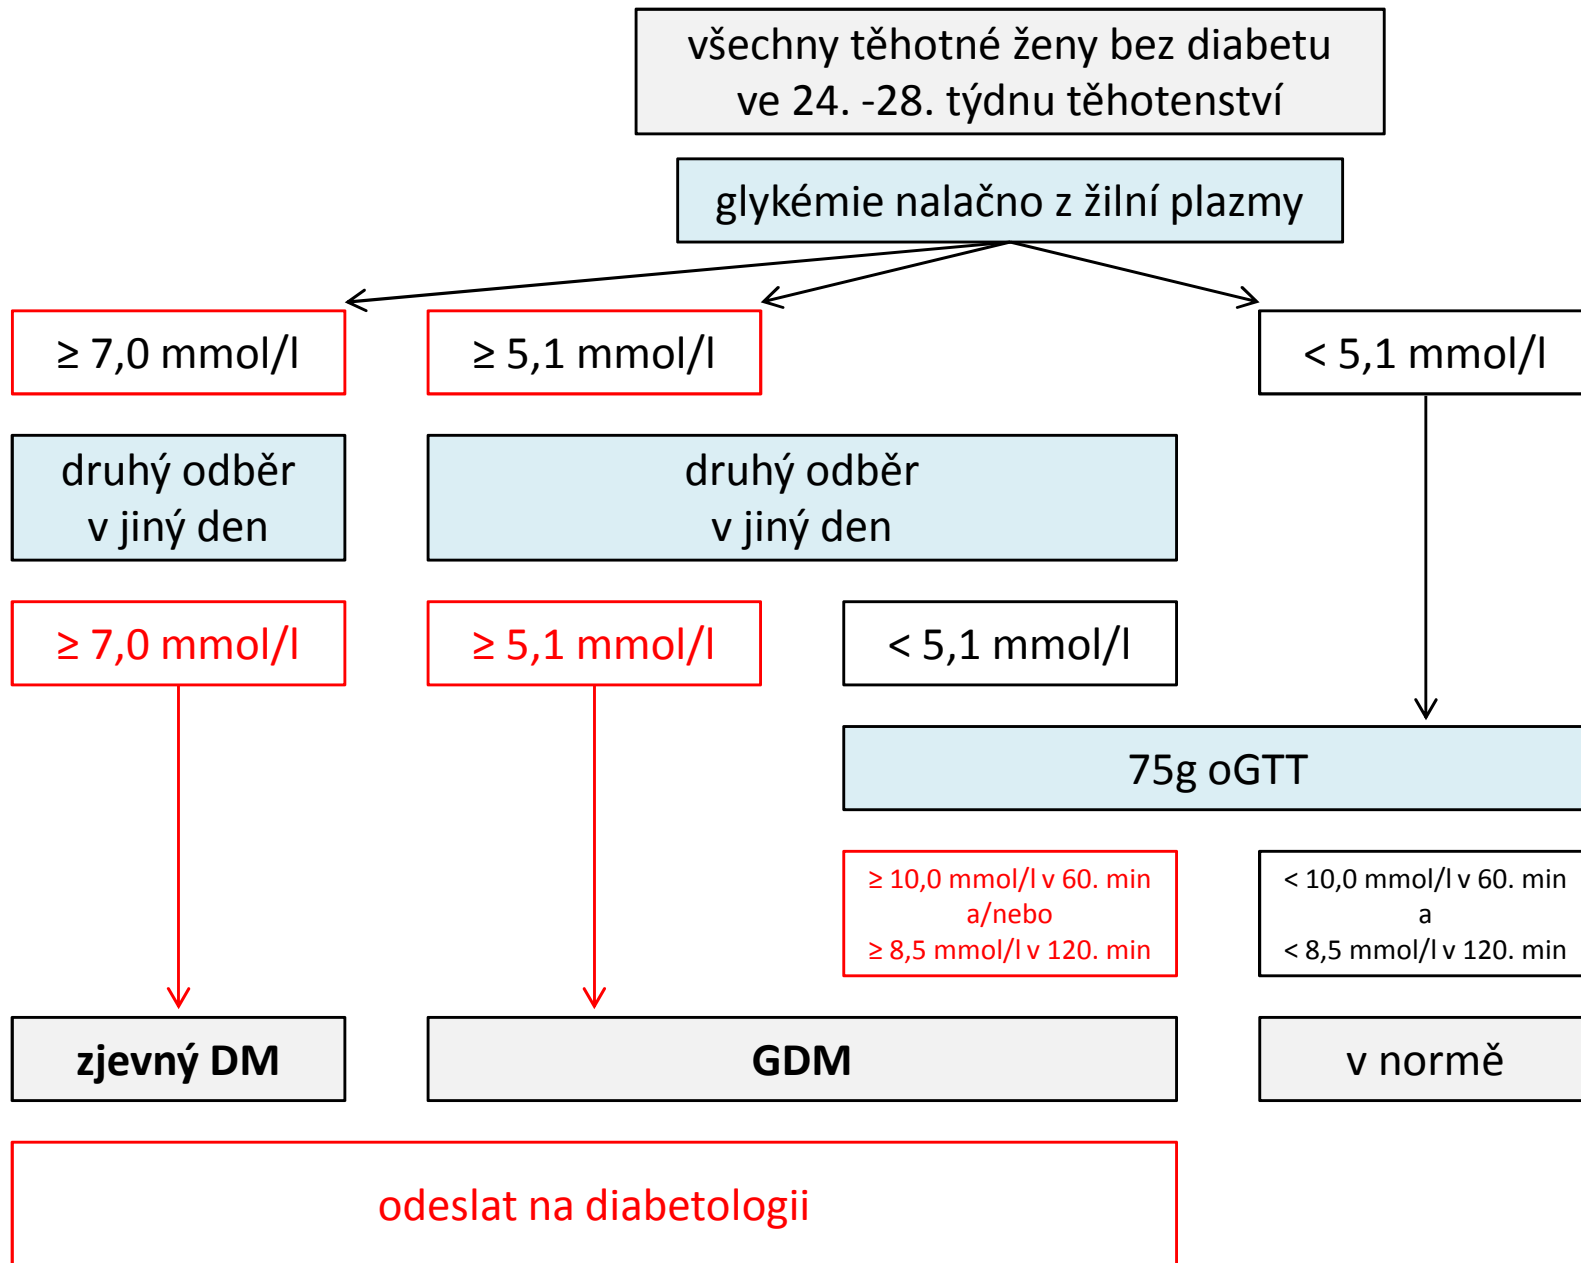 všechny těhotné ženy bez diabetu
ve 24. -28. týdnu těhotenství
glykémie nalačno z žilní plazmy
≥ 7,0 mmol/l
≥ 5,1 mmol/l
< 5,1 mmol/l
druhý odběr
v jiný den
druhý odběr
v jiný den
≥ 7,0 mmol/l
≥ 5,1 mmol/l
< 5,1 mmol/l
75g oGTT
≥ 10,0 mmol/l v 60. min
a/nebo
≥ 8,5 mmol/l v 120. min
< 10,0 mmol/l v 60. min
a
< 8,5 mmol/l v 120. min
zjevný DM
GDM
v normě
odeslat na diabetologii